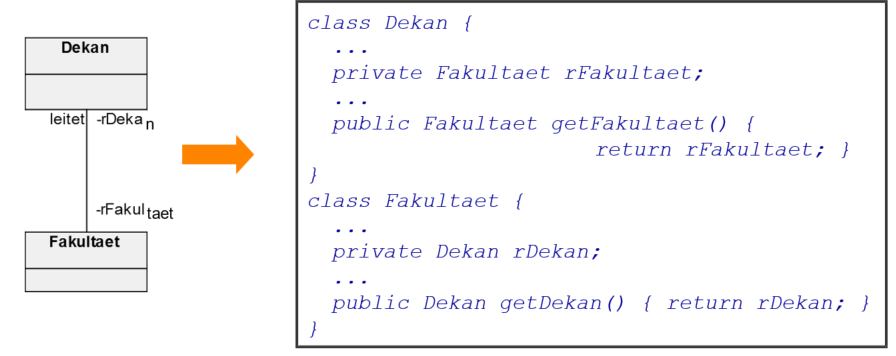 Dekan
leitet -rDekan
-rFakultaet
Fakultaet
class Dekan {
...
private Fakultaet rFakultaet;
...
public Fakultaet getFakultaet() {
return rFakultaet; }
}
class Fakultaet {
...
private Dekan rDekan;
...
public Dekan getDekan() { return rDekan; }
}